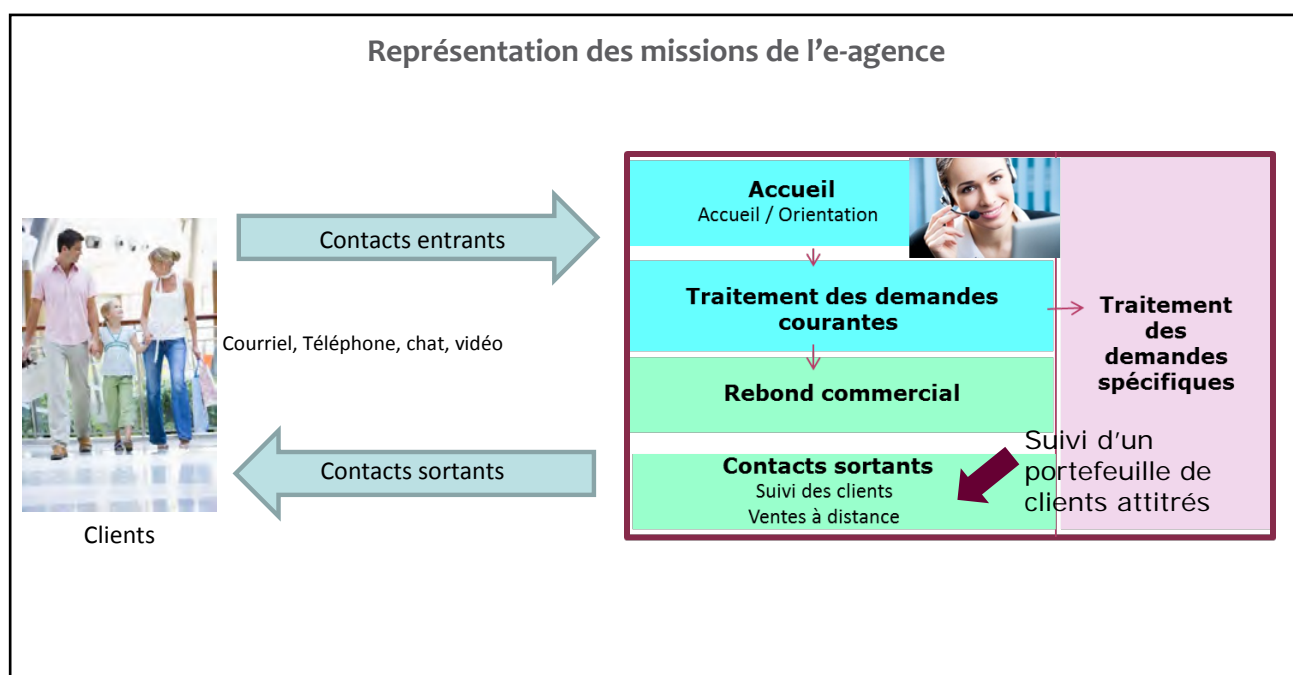 Représentation des missions de l’e-agence
Accueil
Accueil / Orientation
Contacts entrants
Traitement des demandes
courantes
Traitement
des
demandes
spécifiques
Courriel, Téléphone, chat, vidéo
Rebond commercial
Suivi d’un
portefeuille de
clients attitrés
Contacts sortants
Contacts sortants
Suivi des clients
Ventes à distance
Clients